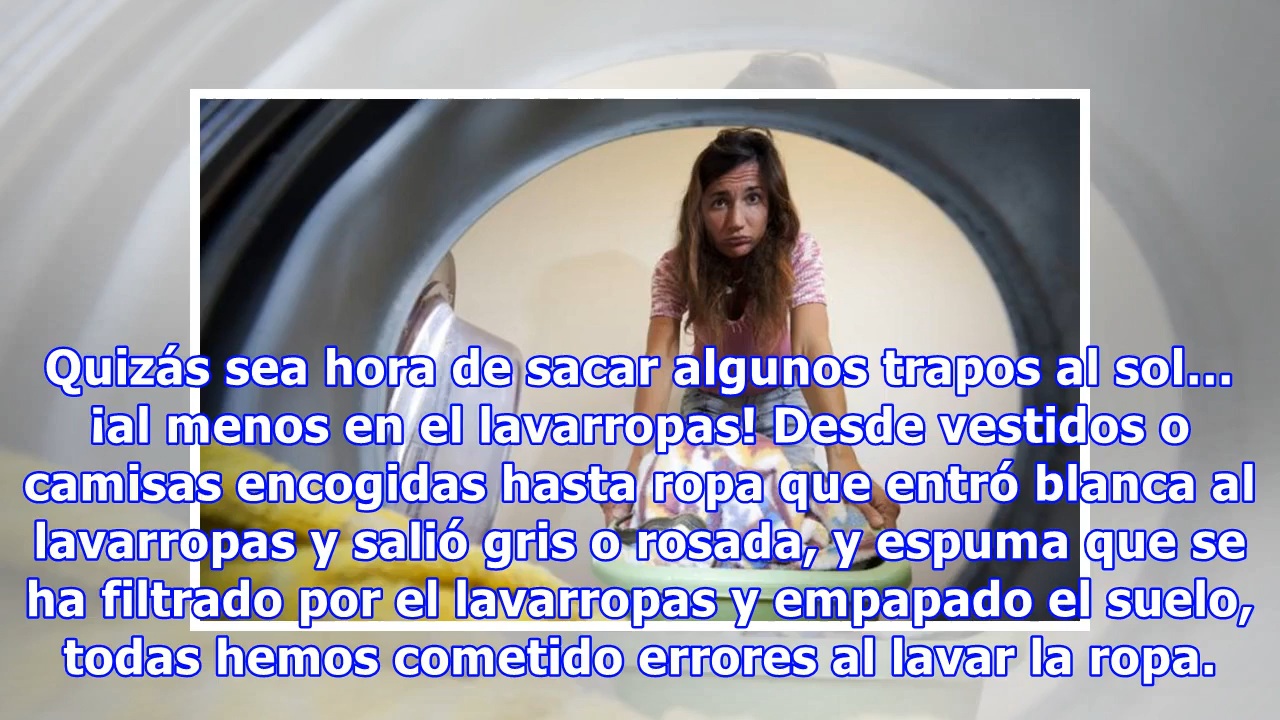 Quizás sea hora de sacar algunos trapos al sol...
¡al menos en el lavarropas! Desde vestidos o
camisas encogidas hasta ropa que entró blanca al
lavarropas y salió gris o rosada, y espuma que se
ha filtrado por el lavarropas y empapado el suelo,
todas hemos cometido errores al lavar la ropa.